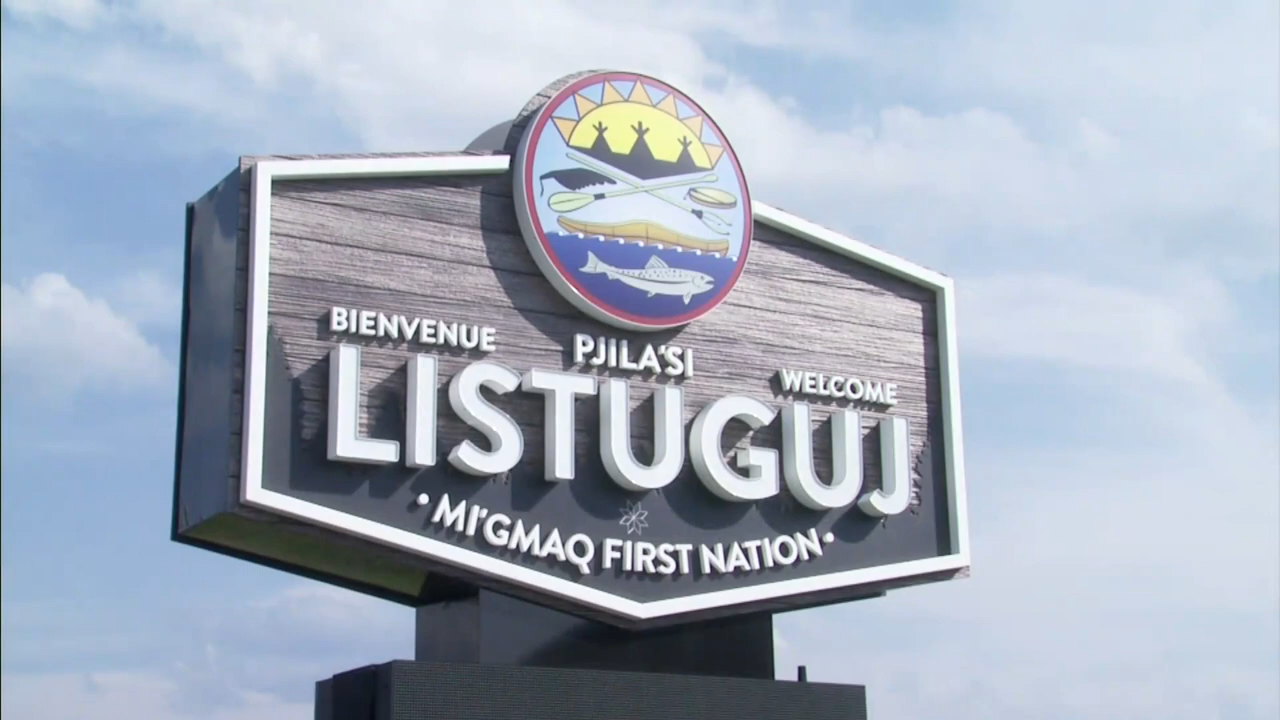 BIENVENUE PJILA'SI WELCOME
LISTUGUJ
• MI'GMAQ FIRST NATION •